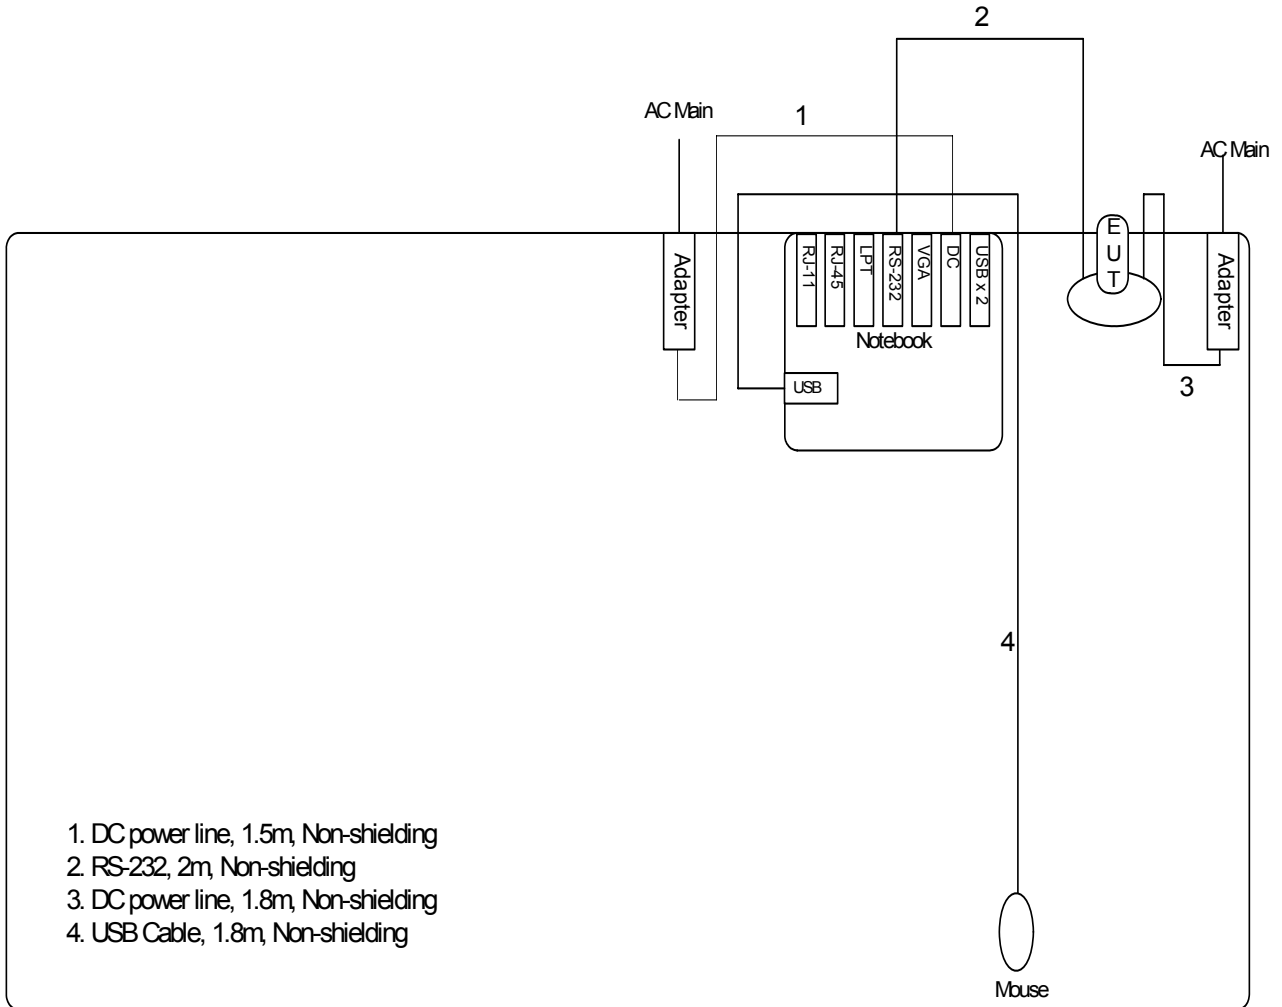 2
AC Main
1
AC Main
Adapter
RJ-11
RJ-45
LPT
RS-232
VGA
DC
USB x 2
EUT
Adapter
Notebook
USB
3
4
1. DC power line, 1.5m, Non-shielding
2. RS-232, 2m, Non-shielding
3. DC power line, 1.8m, Non-shielding
4. USB Cable, 1.8m, Non-shielding
Mouse